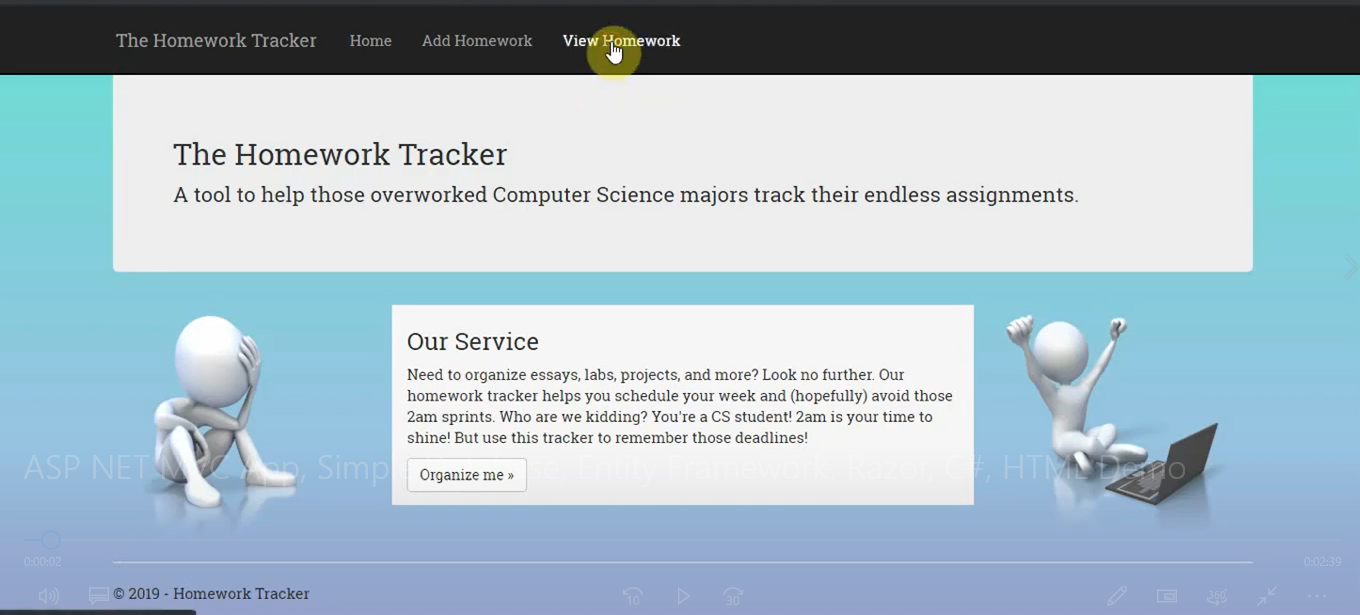 The Homework Tracker Home Add Homework View Homework
The Homework Tracker
A tool to help those overworked Computer Science majors track their endless assignments.
Our Service
Need to organize essays, labs, projects, and more? Look no further. Our
homework tracker helps you schedule your week and (hopefully) avoid those
2am sprints. Who are we kidding? You're a CS student! 2am is your time to
shine! But use this tracker to remember those deadlines!
ASP NET MVC App, Simple Database, Entity Framework, Razor, C#, HTML Demo
Organize me »
0:00:02 0:02:39
© 2019 - Homework Tracker
10 30 360